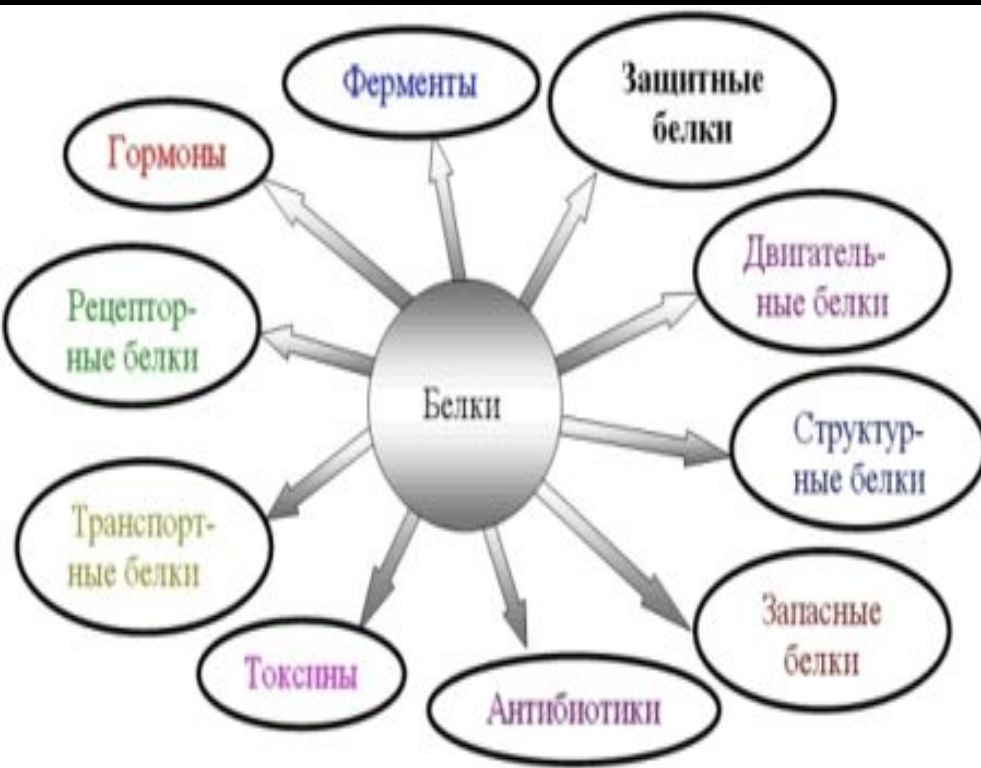 Ферменты
Защитные
белки
Гормоны
Двигатель-
ные белки
Рецептор-
ные белки
Белки
Структур-
ные белки
Транспорт-
ные белки
Запасные
белки
Токсины
Антибиотики